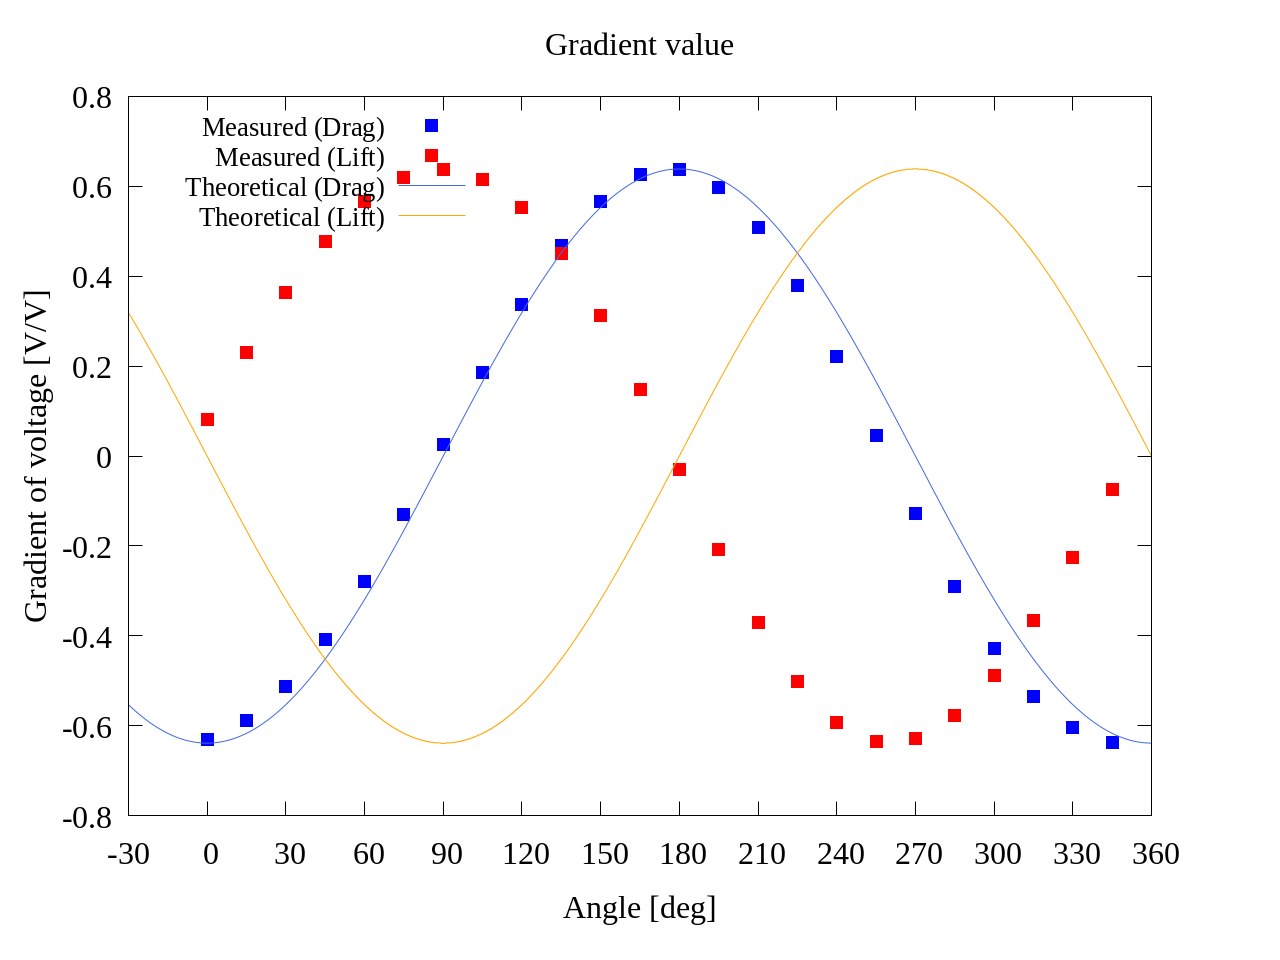 Gradient value
0.8
0.6
0.4
0.2
0
-0.2
-0.4
-0.6
-0.8
Gradient of voltage [V/V]
Measured (Drag)
Measured (Lift)
Theoretical (Drag)
Theoretical (Lift)
-30 0 30 60 90 120 150 180 210 240 270 300 330 360
Angle [deg]